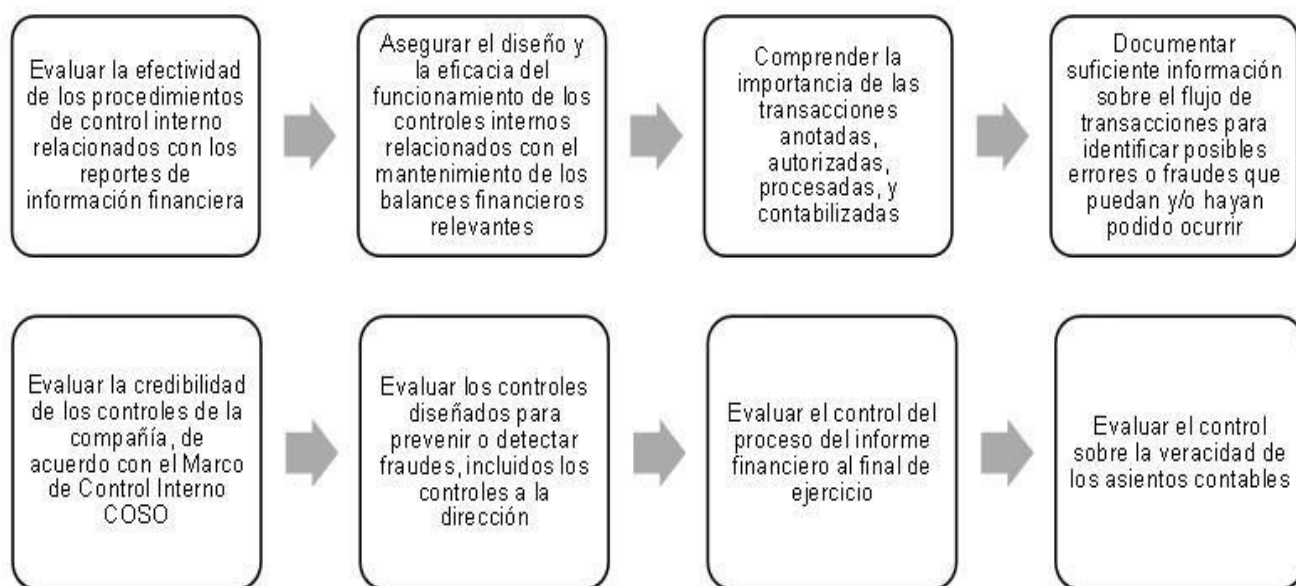 Evaluar la efectividad
de los procedimientos
de control interno
relacionados con los
reportes de
información financiera
Asegurar el diseño y
la eficacia del
funcionamiento de los
controles internos
relacionados con el
mantenimiento de los
balances financieros
relevantes
Comprender la
importancia de las
transacciones
anotadas,
autorizadas,
procesadas, y
contabilizadas
Documentar
suficiente información
sobre el flujo de
transacciones para
identificar posibles
errores o fraudes que
puedan y/o hayan
podido ocurrir
Evaluar la credibilidad
de los controles de la
compañía, de
acuerdo con el Marco
de Control Interno
COSO
Evaluar los controles
diseñados para
prevenir o detectar
fraudes, incluidos los
controles a la
dirección
Evaluar el control del
proceso del informe
financiero al final de
ejercicio
Evaluar el control
sobre la veracidad de
los asientos contables